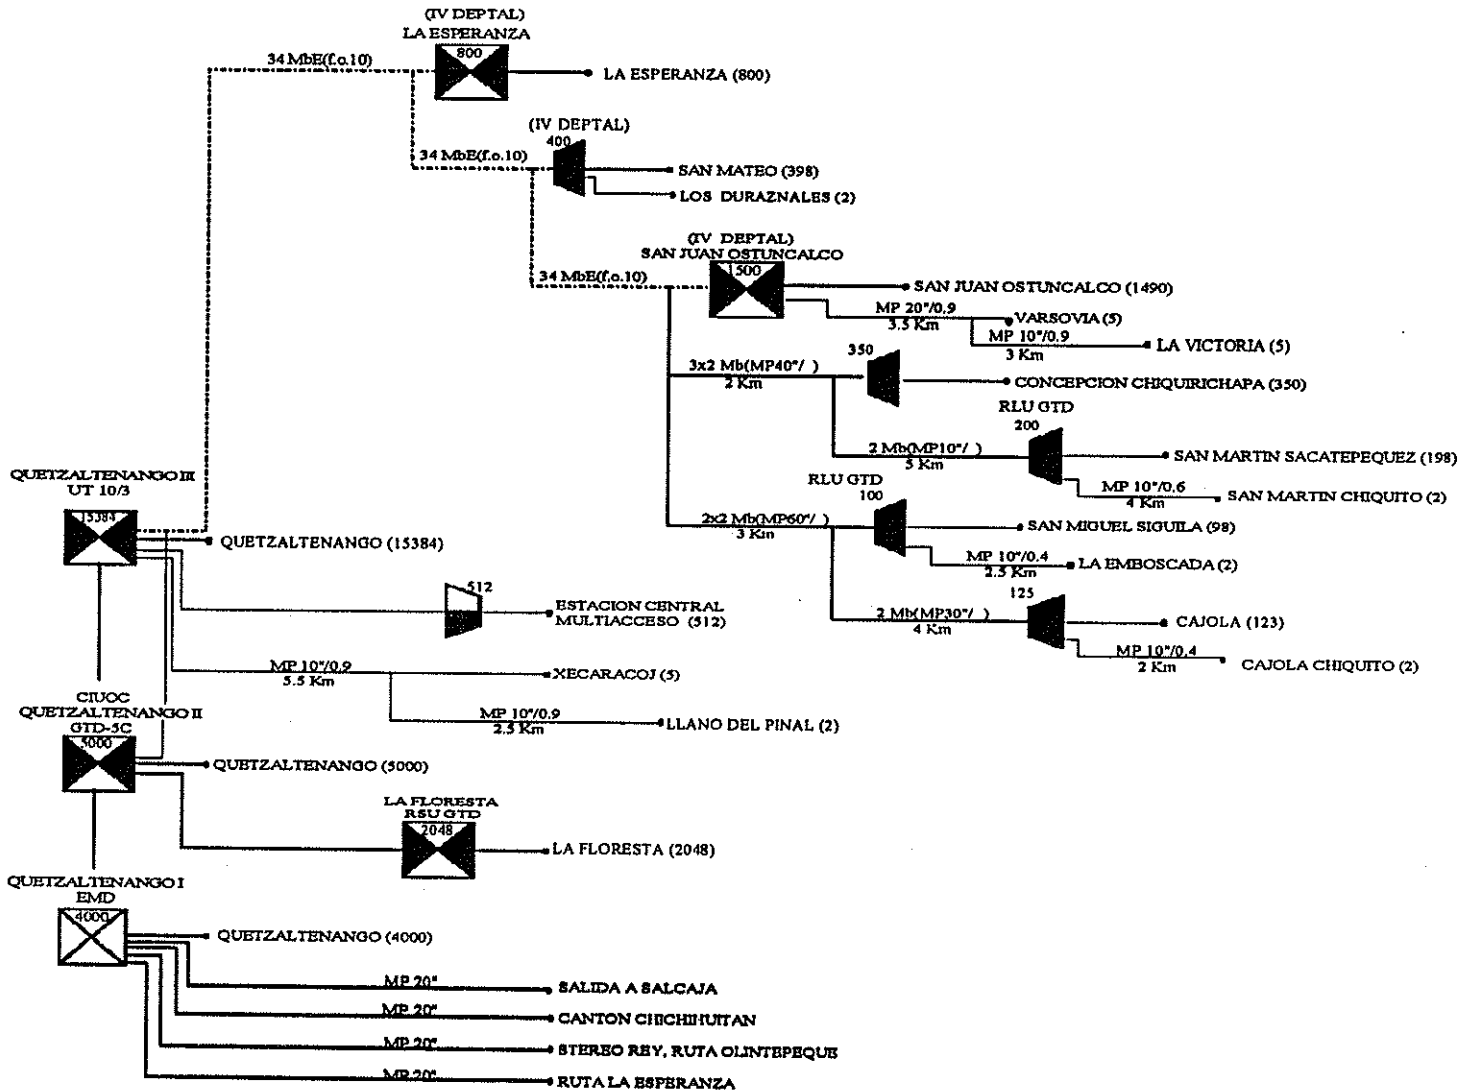 (IV DEPTAL)
LA ESPERANZA
800
34 MbE(f.o.10)
LA ESPERANZA (800)
(IV DEPTAL)
400
34 MbE(f.o.10)
SAN MATEO (398)
LOS DURAZNALES (2)
(IV DEPTAL)
SAN JUAN OSTUNCALCO
1500
34 MbE(f.o.10)
SAN JUAN OSTUNCALCO (1490)
MP 20"/0.9
3.5 Km
VARSOVIA (5)
MP 10"/0.9
3 Km
LA VICTORIA (5)
350
3x2 Mb(MP40"/ )
2 Km
CONCEPCION CHIQUIRICHAPA (350)
RLU GTD
200
2 Mb(MP10"/ )
5 Km
SAN MARTIN SACATEPEQUEZ (198)
MP 10"/0.6
4 Km
SAN MARTIN CHIQUITO (2)
RLU GTD
100
2x2 Mb(MP60"/ )
3 Km
SAN MIGUEL SIGUILA (98)
MP 10"/0.4
2.5 Km
LA EMBOSCADA (2)
125
2 Mb(MP30"/ )
4 Km
CAJOLA (123)
MP 10"/0.4
2 Km
CAJOLA CHIQUITO (2)
QUETZALTENANGO III
UT 10/3
15384
QUETZALTENANGO (15384)
512
ESTACION CENTRAL
MULTIACCESO (512)
MP 10"/0.9
5.5 Km
XECARACOJ (5)
MP 10"/0.9
2.5 Km
LLANO DEL PINAL (2)
CIUOC
QUETZALTENANGO II
GTD-5C
5000
QUETZALTENANGO (5000)
LA FLORESTA
RSU GTD
2048
LA FLORESTA (2048)
QUETZALTENANGO I
EMD
4000
QUETZALTENANGO (4000)
MP 20"
SALIDA A SALCAJA
MP 20"
CANTON CHICHIHUITAN
MP 20"
STEREO REY, RUTA OLINTEPEQUE
MP 20"
RUTA LA ESPERANZA